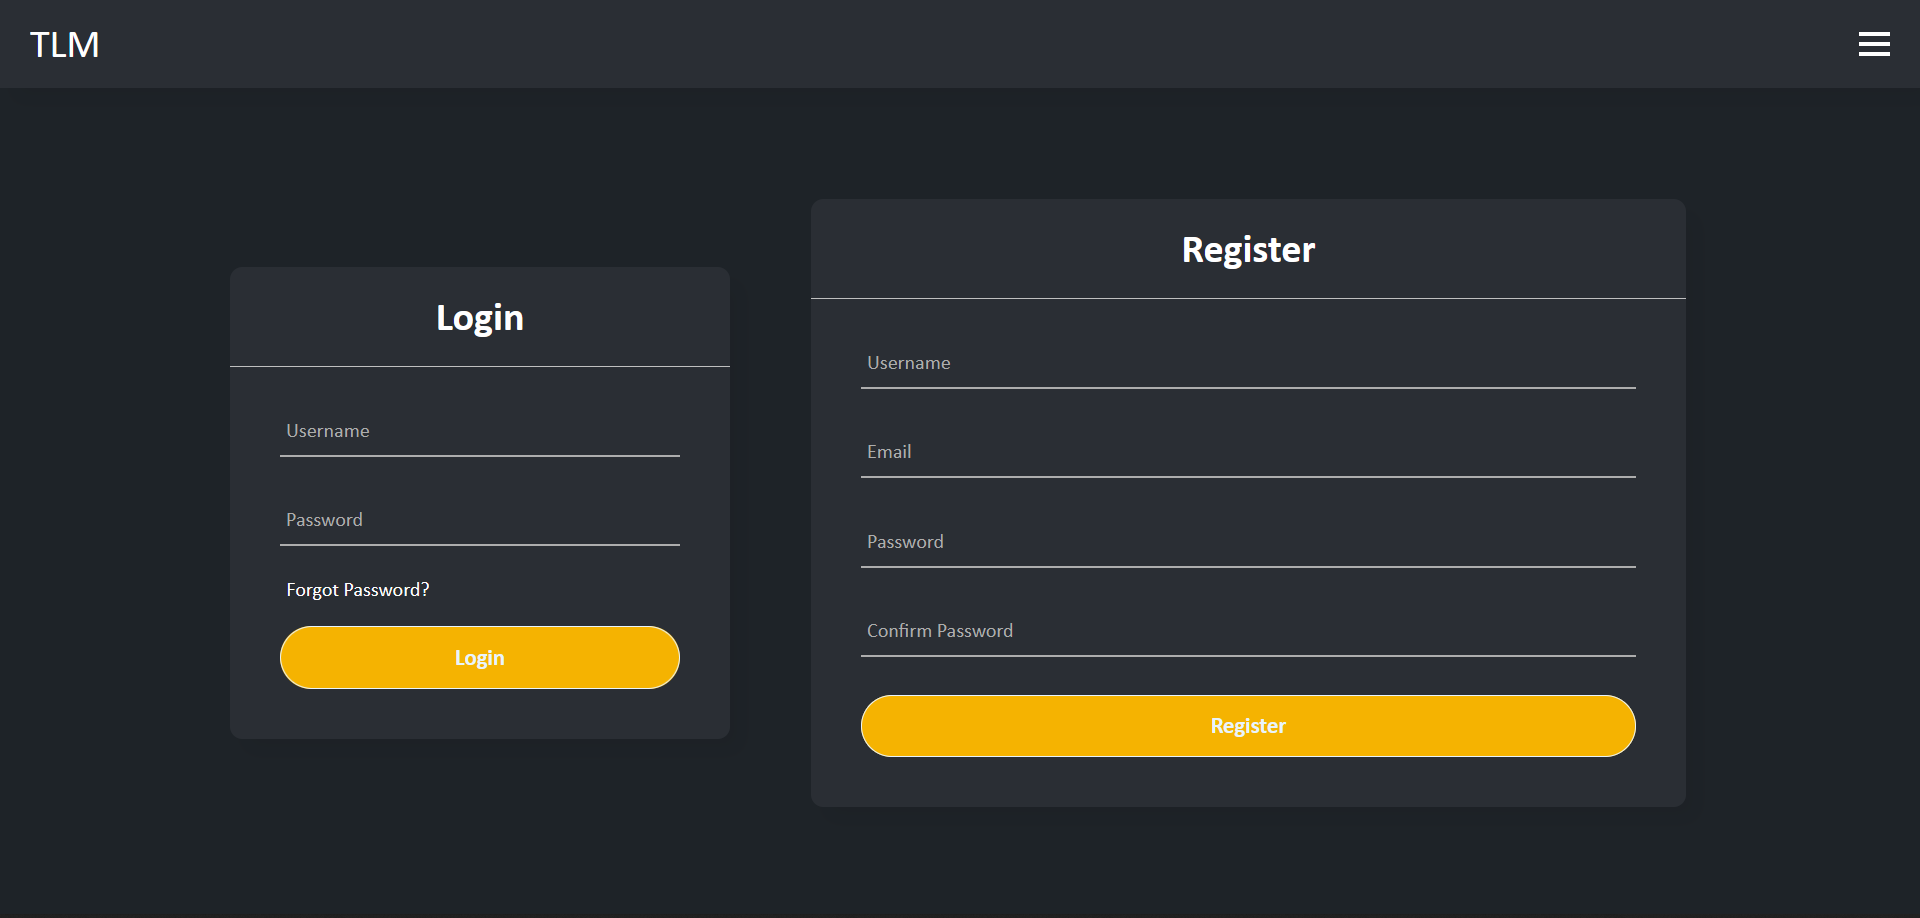 TLM
Login
Username
Password
Forgot Password?
Login
Register
Username
Email
Password
Confirm Password
Register